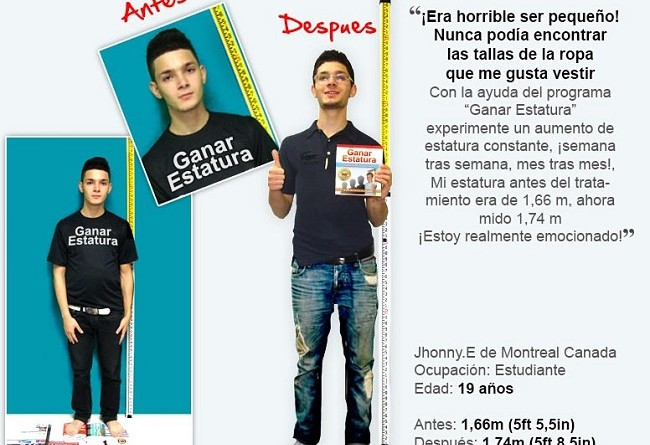 Antes
Despues
Ganar
Estatura
Ganar
Estatura
Ganar
Estatura
“¡Era horrible ser pequeño!
Nunca podía encontrar
las tallas de la ropa
que me gusta vestir
Con la ayuda del programa
“Ganar Estatura”
experimente un aumento de
estatura constante, ¡semana
tras semana, mes tras mes!,
Mi estatura antes del trata-
miento era de 1,66 m, ahora
mido 1,74 m
¡Estoy realmente emocionado!”
Jhonny.E de Montreal Canada
Ocupación: Estudiante
Edad: 19 años
Antes: 1,66m (5ft 5,5in)
Después: 1,74m (5ft 8,5in)